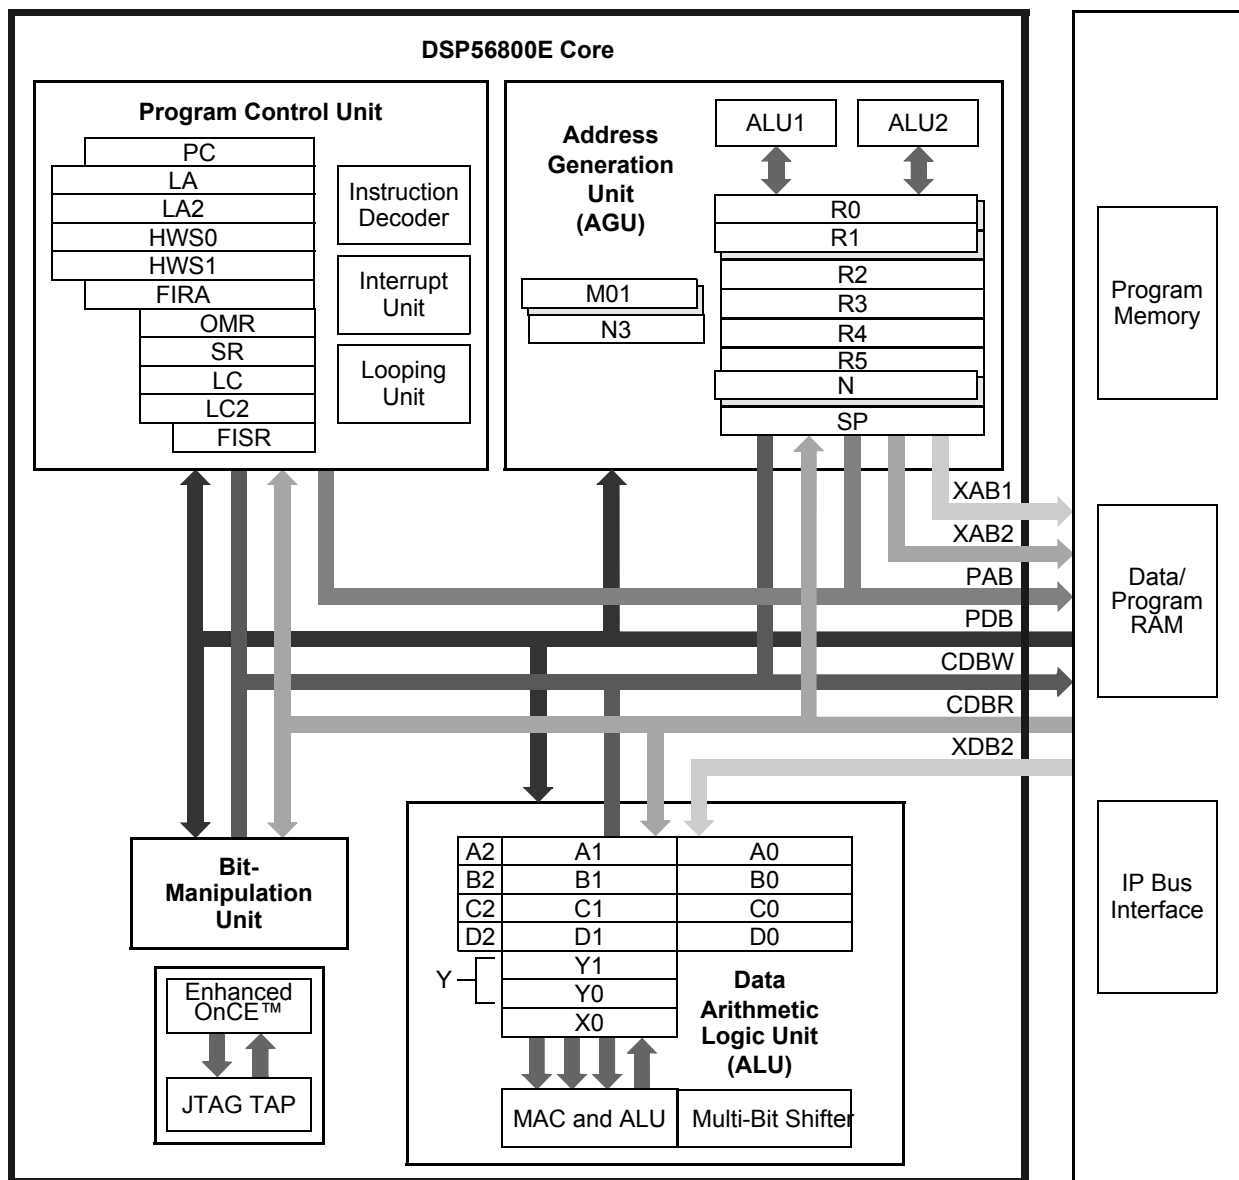 DSP56800E Core
Program Control Unit
PC
LA
LA2
HWS0
HWS1
FIRA
OMR
SR
LC
LC2
FISR
Instruction
Decoder
Interrupt
Unit
Looping
Unit
Address
Generation
Unit
(AGU)
ALU1
ALU2
R0
R1
R2
R3
R4
R5
N
SP
M01
N3
XAB1
XAB2
PAB
PDB
CDBW
CDBR
XDB2
Program
Memory
Data/
Program
RAM
IP Bus
Interface
Bit-
Manipulation
Unit
Enhanced
OnCE™
JTAG TAP
A2 A1 A0
B2 B1 B0
C2 C1 C0
D2 D1 D0
Y
Y1
Y0
X0
Data
Arithmetic
Logic Unit
(ALU)
MAC and ALU
Multi-Bit Shifter